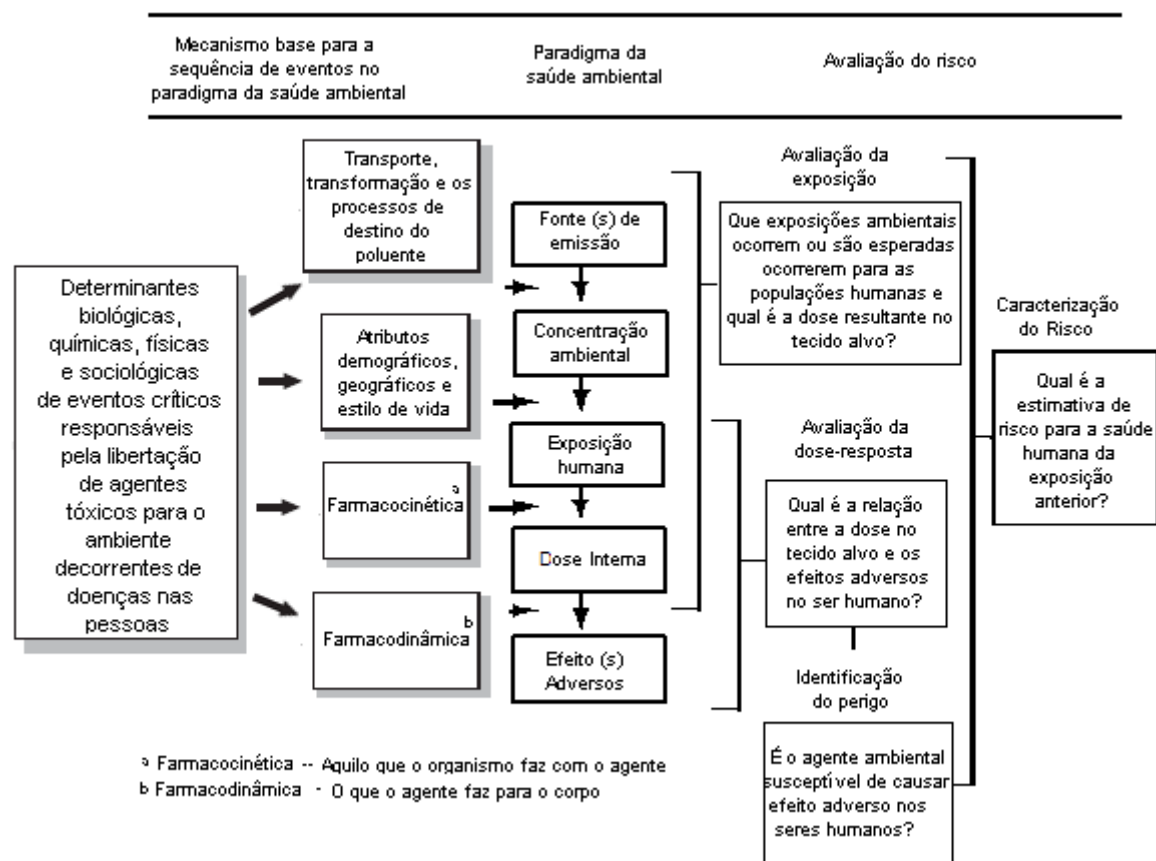 Mecanismo base para a
sequência de eventos no
paradigma da saúde ambiental
Paradigma da
saúde ambiental
Avaliação do risco
Determinantes
biológicas,
químicas, físicas
e sociológicas
de eventos críticos
responsáveis
pela libertação
de agentes
tóxicos para o
ambiente
decorrentes de
doenças nas
pessoas
Transporte,
transformação e os
processos de
destino do
poluente
Atributos
demográficos,
geográficos e
estilo de vida
Farmacocinética a
Farmacodinâmica b
Fonte (s) de
emissão
Concentração
ambiental
Exposição
humana
Dose Interna
Efeito (s)
Adversos
Avaliação da
exposição
Que exposições ambientais
ocorrem ou são esperadas
ocorrerem para as
populações humanas e
qual é a dose resultante no
tecido alvo?
Avaliação da
dose-resposta
Qual é a relação
entre a dose no
tecido alvo e os
efeitos adversos
no ser humano?
Identificação
do perigo
É o agente ambiental
susceptível de causar
efeito adverso nos
seres humanos?
Caracterização
do Risco
Qual é a
estimativa de
risco para a saúde
humana da
exposição
anterior?
a Farmacocinética -- Aquilo que o organismo faz com o agente
b Farmacodinâmica - O que o agente faz para o corpo